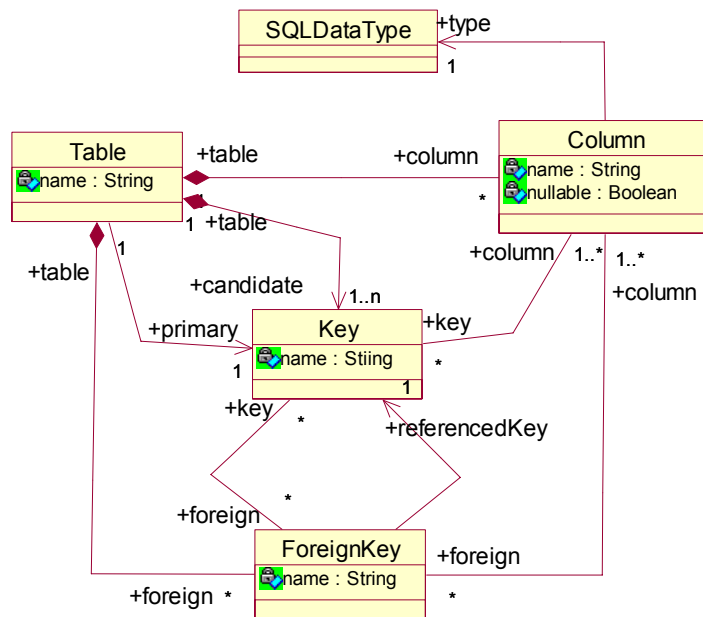 SQLDataType
+type
1
Table
name : String
+table
+column
*
Column
name : String
nullable : Boolean
1
1
+table
+table
1
+candidate
1..n
+column
1..*
1..*
+column
+primary
1
Key
name : Stiing
1
+key
*
+key
*
+referencedKey
*
+foreign
*
ForeignKey
name : String
+foreign
*
+foreign
*